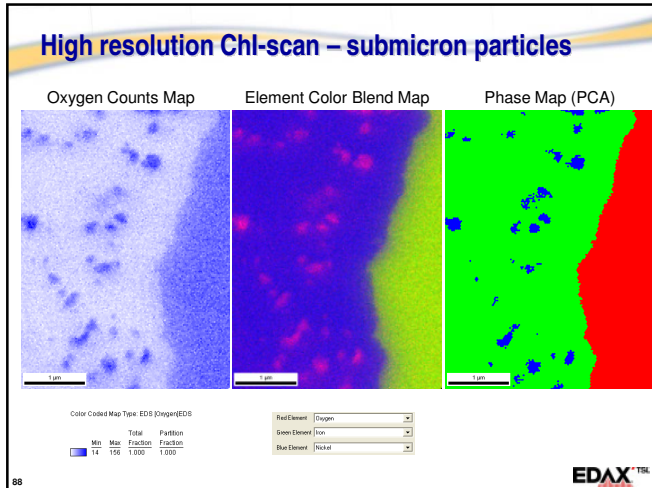 High resolution ChI-scan – submicron particles
Oxygen Counts Map
Element Color Blend Map
Phase Map (PCA)
1 µm
1 µm
1 µm
Color Coded Map Type: EDS [Oxygen]EDS
Total Partition
Min Max Fraction Fraction
14 156 1.000 1.000
Red Element Oxygen
Green Element Iron
Blue Element Nickel
88
EDAX TSL